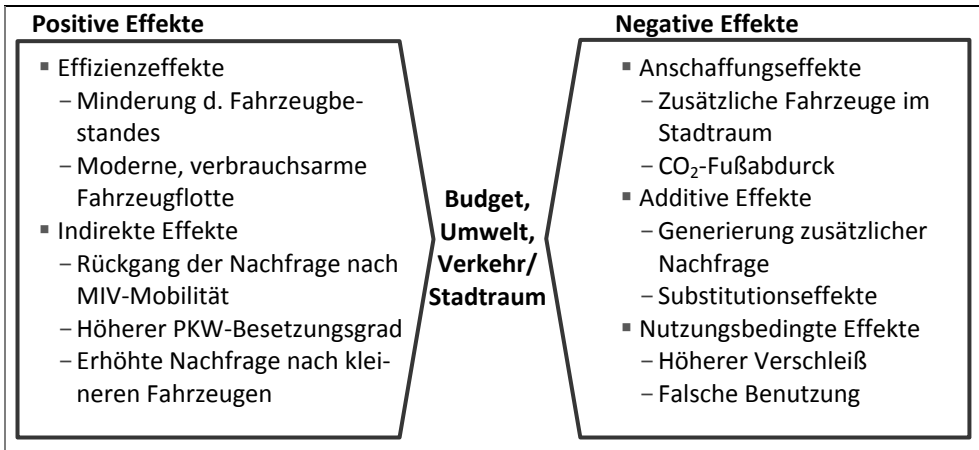 Positive Effekte
▪ Effizienzeffekte
– Minderung d. Fahrzeugbe-
standes
– Moderne, verbrauchsarme
Fahrzeugflotte
▪ Indirekte Effekte
– Rückgang der Nachfrage nach
MIV-Mobilität
– Höherer PKW-Besetzungsgrad
– Erhöhte Nachfrage nach klei-
neren Fahrzeugen
Budget,
Umwelt,
Verkehr/
Stadtraum
Negative Effekte
▪ Anschaffungseffekte
– Zusätzliche Fahrzeuge im
Stadtraum
– CO₂-Fußabdurck
▪ Additive Effekte
– Generierung zusätzlicher
Nachfrage
– Substitutionseffekte
▪ Nutzungsbedingte Effekte
– Höherer Verschleiß
– Falsche Benutzung